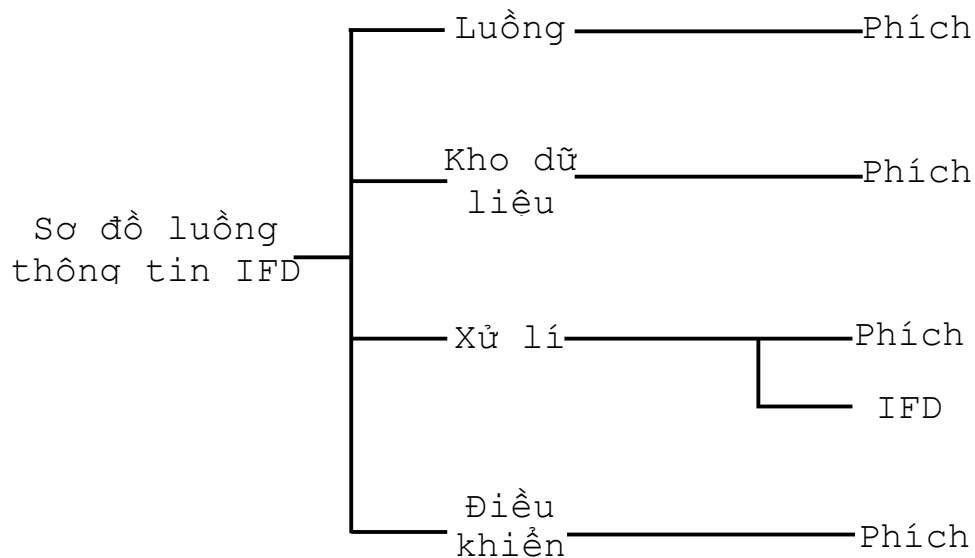 Luồng
Phích
Kho dữ
liệu
Phích
Sơ đồ luồng
thông tin IFD
Xử lí
Phích
IFD
Điều
khiển
Phích